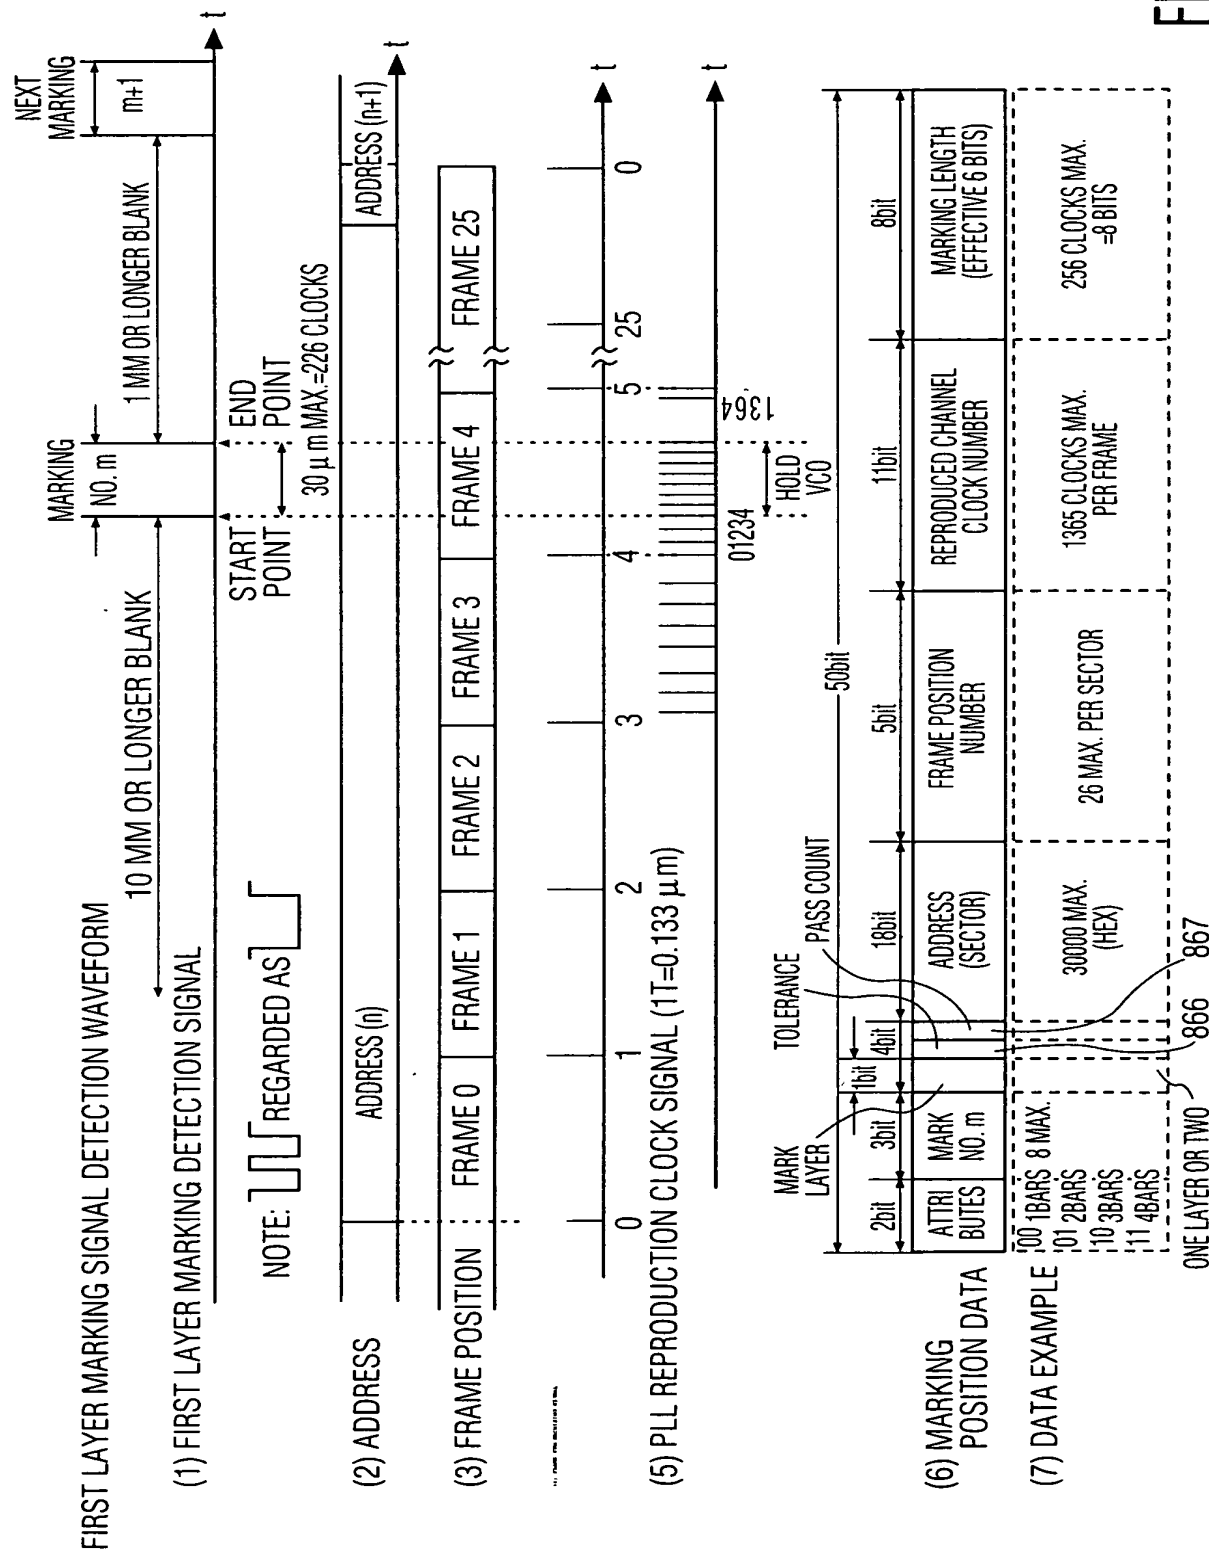 FIRST LAYER MARKING SIGNAL DETECTION WAVEFORM
10 MM OR LONGER BLANK
MARKING
NO. m
1 MM OR LONGER BLANK
NEXT
MARKING
m+1
(1) FIRST LAYER MARKING DETECTION SIGNAL
t
NOTE:
REGARDED AS
START
POINT
END
POINT
30 μm MAX.=226 CLOCKS
(2) ADDRESS
ADDRESS (n)
ADDRESS (n+1)
t
(3) FRAME POSITION
FRAME 0
FRAME 1
FRAME 2
FRAME 3
FRAME 4
FRAME 25
0
1
2
3
4
5
25
0
t
(5) PLL REPRODUCTION CLOCK SIGNAL (1T=0.133 μm)
01234
1364
t
HOLD
VCO
50bit
MARK
LAYER
TOLERANCE
PASS COUNT
2bit
3bit
1bit
4bit
18bit
5bit
11bit
8bit
(6) MARKING
POSITION DATA
ATTRI
BUTES
MARK
NO. m
ADDRESS
(SECTOR)
FRAME POSITION
NUMBER
REPRODUCED CHANNEL
CLOCK NUMBER
MARKING LENGTH
(EFFECTIVE 6 BITS)
(7) DATA EXAMPLE
00 1BARS
01 2BARS
10 3BARS
11 4BARS
8 MAX.
30000 MAX.
(HEX)
26 MAX. PER SECTOR
1365 CLOCKS MAX.
PER FRAME
256 CLOCKS MAX.
=8 BITS
ONE LAYER OR TWO
866
867